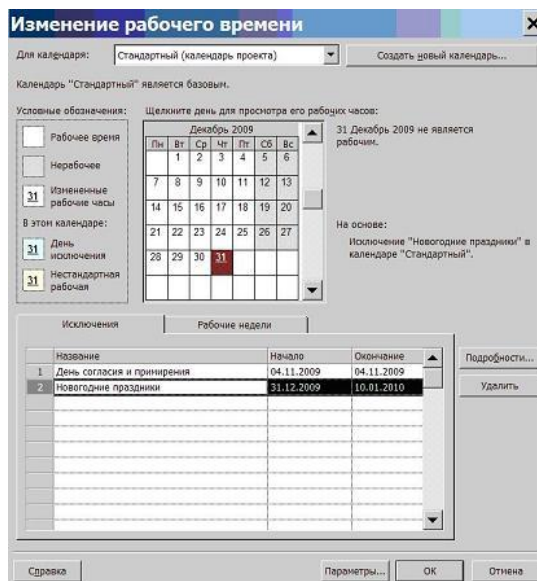 Изменение рабочего времени
Для календаря: Стандартный (календарь проекта) Создать новый календарь...
Календарь "Стандартный" является базовым.
Условные обозначения:
Рабочее время
Нерабочее
31 Измененные
рабочие часы
В этом календаре:
31 День
исключения
31 Нестандартная
рабочая
Щелкните день для просмотра его рабочих часов:
Декабрь 2009
Пн Вт Ср Чт Пт Сб Вс
1 2 3 4 5 6
7 8 9 10 11 12 13
14 15 16 17 18 19 20
21 22 23 24 25 26 27
28 29 30 31
31 Декабрь 2009 не является
рабочим.
На основе:
Исключение "Новогодние праздники" в
календаре "Стандартный".
Исключения Рабочие недели
Название Начало Окончание
1 День согласия и примирения 04.11.2009 04.11.2009
2 Новогодние праздники 31.12.2009 10.01.2010
Подробности...
Удалить
Справка Параметры... ОК Отмена